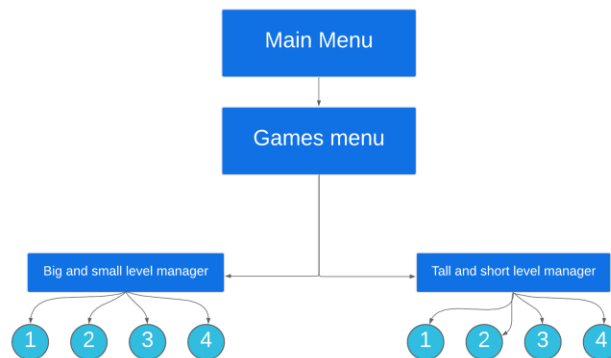 Main Menu
Games menu
Big and small level manager
Tall and short level manager
1
2
3
4
1
2
3
4